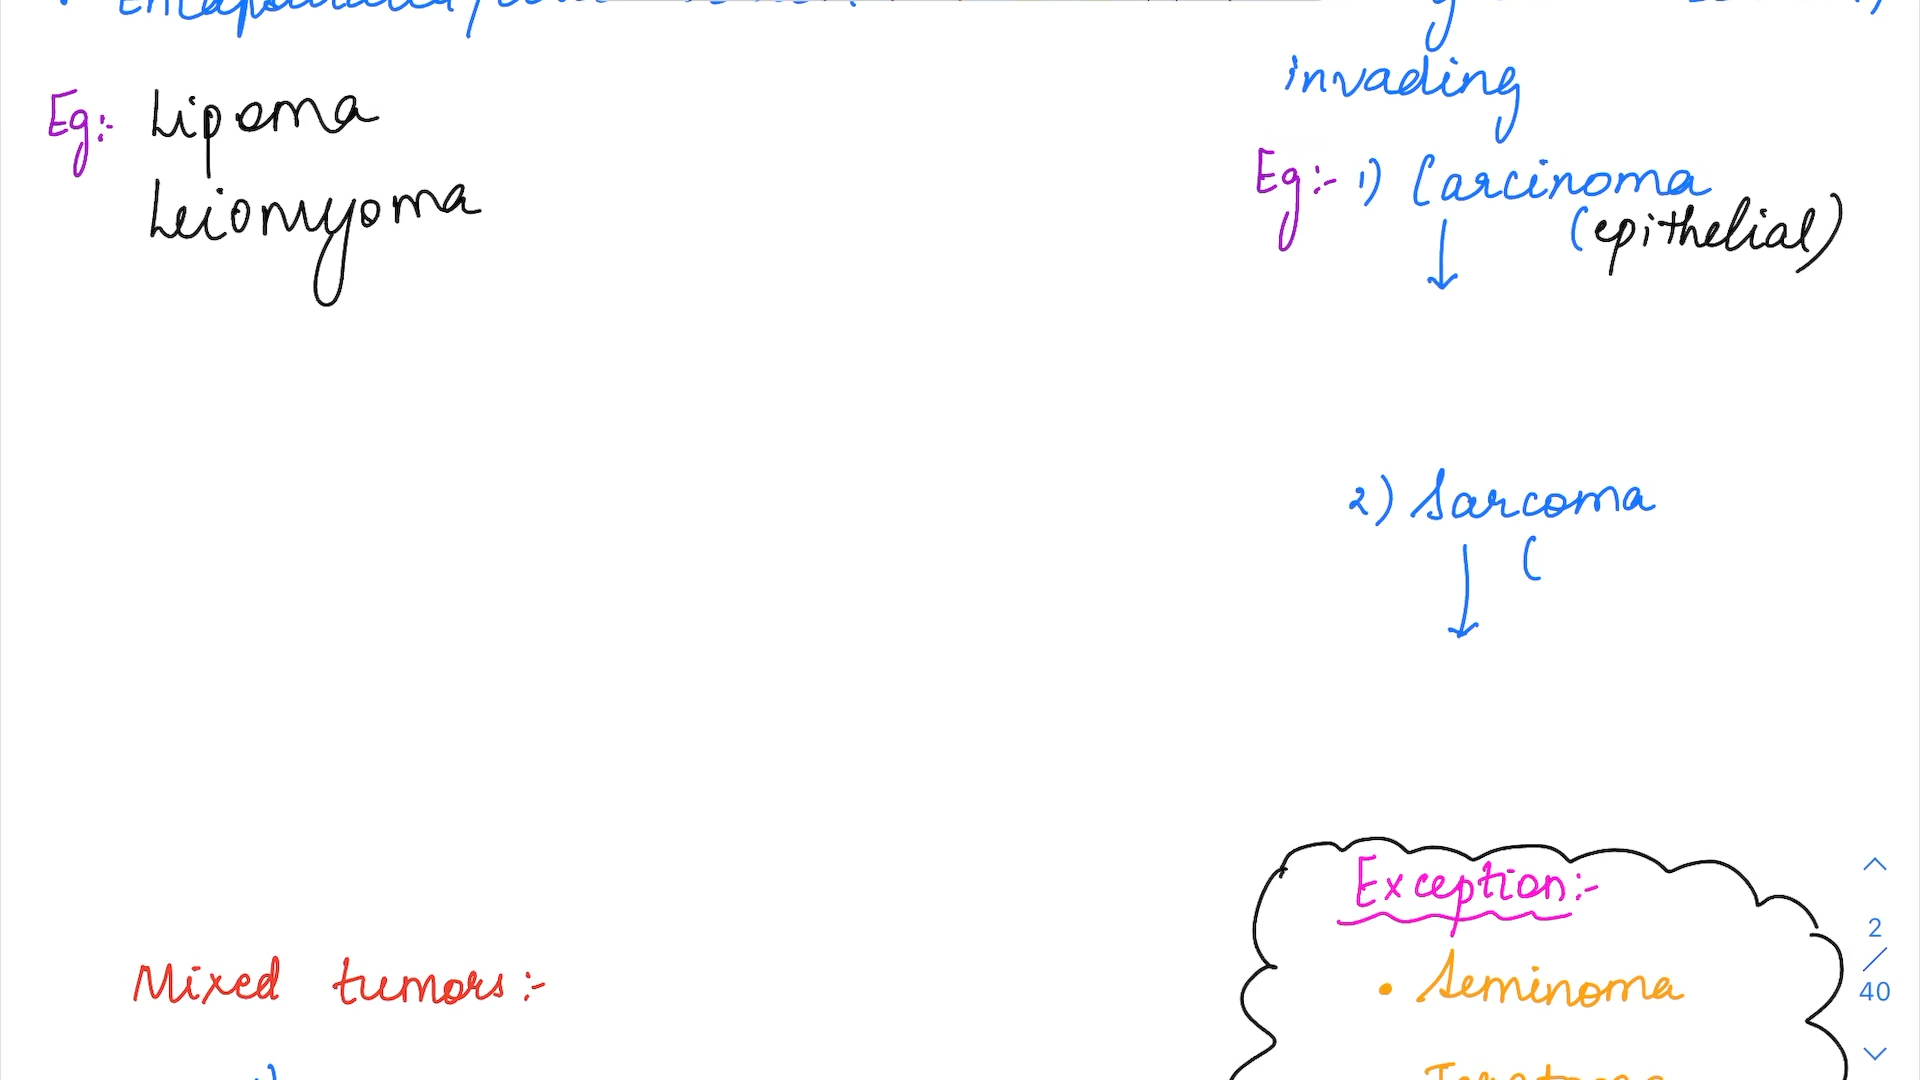 invading
Eg:- Lipoma
Leiomyoma
Eg:- 1) Carcinoma
(epithelial)
2) Sarcoma
(
Exception:-
• Seminoma
Mixed tumors:-
2
/
40